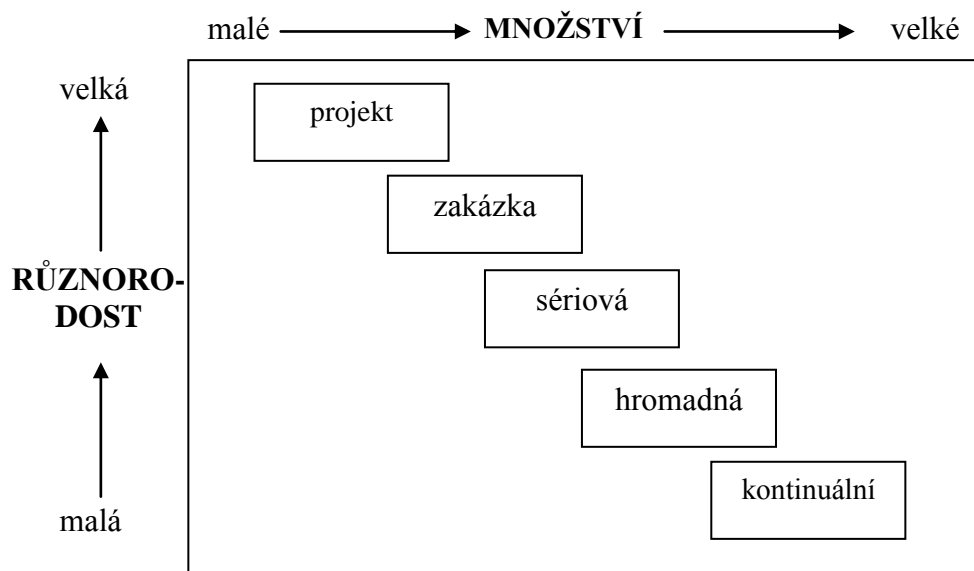 malé MNOŽSTVÍ velké
velká
projekt
zakázka
RŮZNORO-
DOST
sériová
hromadná
kontinuální
malá